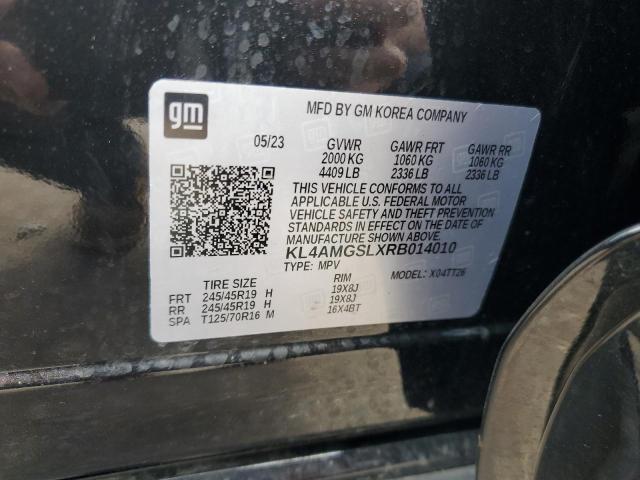 gm
MFD BY GM KOREA COMPANY
05/23 GVWR GAWR FRT GAWR RR
2000 KG 1060 KG 1060 KG
4409 LB 2336 LB 2336 LB
THIS VEHICLE CONFORMS TO ALL
APPLICABLE U.S. FEDERAL MOTOR
VEHICLE SAFETY AND THEFT PREVENTION
STANDARDS IN EFFECT ON THE DATE OF
MANUFACTURE SHOWN ABOVE.
KL4AMGSLXRB014010
TYPE: MPV MODEL: X04TT26
TIRE SIZE RIM
FRT 245/45R19 H 19X8J
RR 245/45R19 H 19X8J
SPA T125/70R16 M 16X4BT